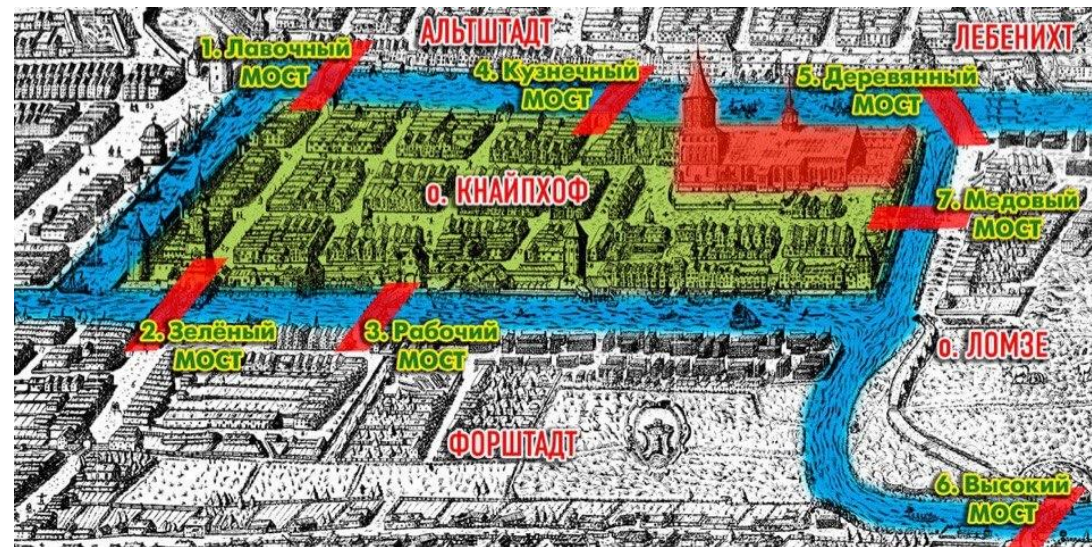 АЛЬТШТАДТ
ЛЕБЕНИХТ
1. Лавочный
МОСТ
4. Кузнечный
МОСТ
5. Деревянный
МОСТ
о. КНАЙПХОФ
7. Медовый
МОСТ
2. Зелёный
МОСТ
3. Рабочий
МОСТ
о. ЛОМЗЕ
ФОРШТАДТ
6. Высокий
МОСТ